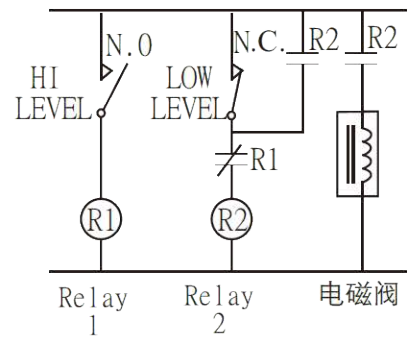 N.O
N.C.
R2
R2
HI
LEVEL
LOW
LEVEL
R1
R1
R2
Relay
1
Relay
2
电磁阀